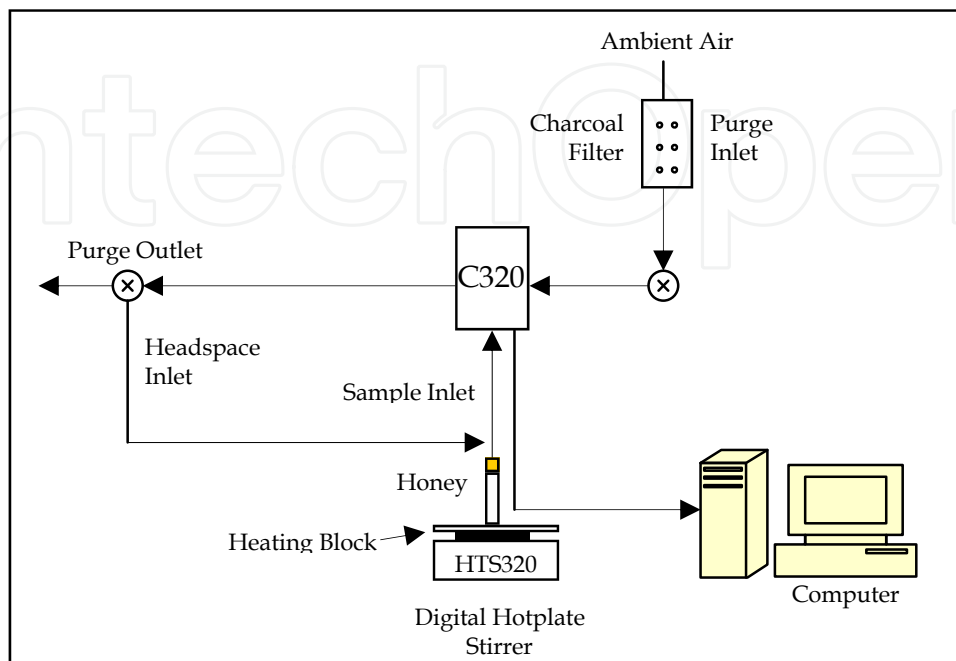 Ambient Air
Charcoal
Filter
Purge
Inlet
Purge Outlet
C320
Headspace
Inlet
Sample Inlet
Honey
Heating Block
HTS320
Computer
Digital Hotplate
Stirrer